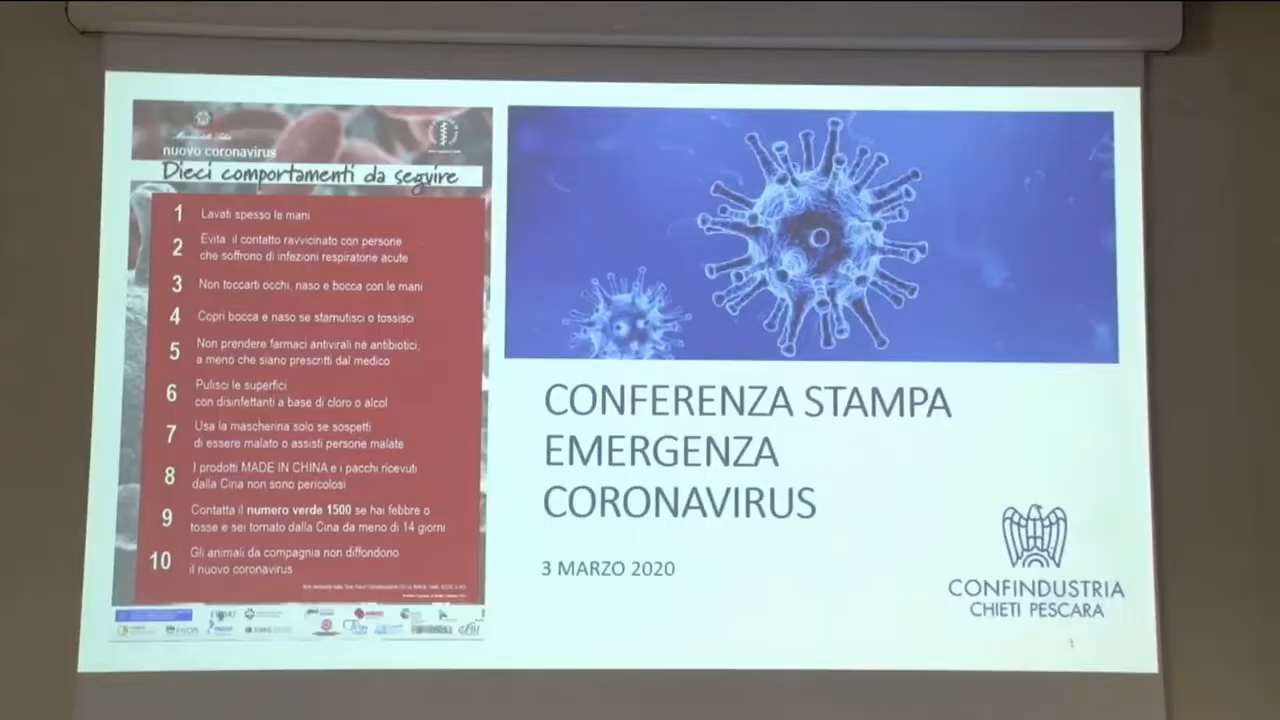 nuovo coronavirus
Dieci comportamenti da seguire
1 Lavati spesso le mani
2 Evita il contatto ravvicinato con persone
che soffrono di infezioni respiratorie acute
3 Non toccarti occhi, naso e bocca con le mani
4 Copri bocca e naso se starnutisci o tossisci
5 Non prendere farmaci antivirali né antibiotici,
a meno che siano prescritti dal medico
6 Pulisci le superfici
con disinfettanti a base di cloro o alcol
7 Usa la mascherina solo se sospetti
di essere malato o assisti persone malate
8 I prodotti MADE IN CHINA e i pacchi ricevuti
dalla Cina non sono pericolosi
9 Contatta il numero verde 1500 se hai febbre o
tosse e sei tornato dalla Cina da meno di 14 giorni
10 Gli animali da compagnia non diffondono
il nuovo coronavirus
CONFERENZA STAMPA
EMERGENZA
CORONAVIRUS
3 MARZO 2020
CONFINDUSTRIA
CHIETI PESCARA
1